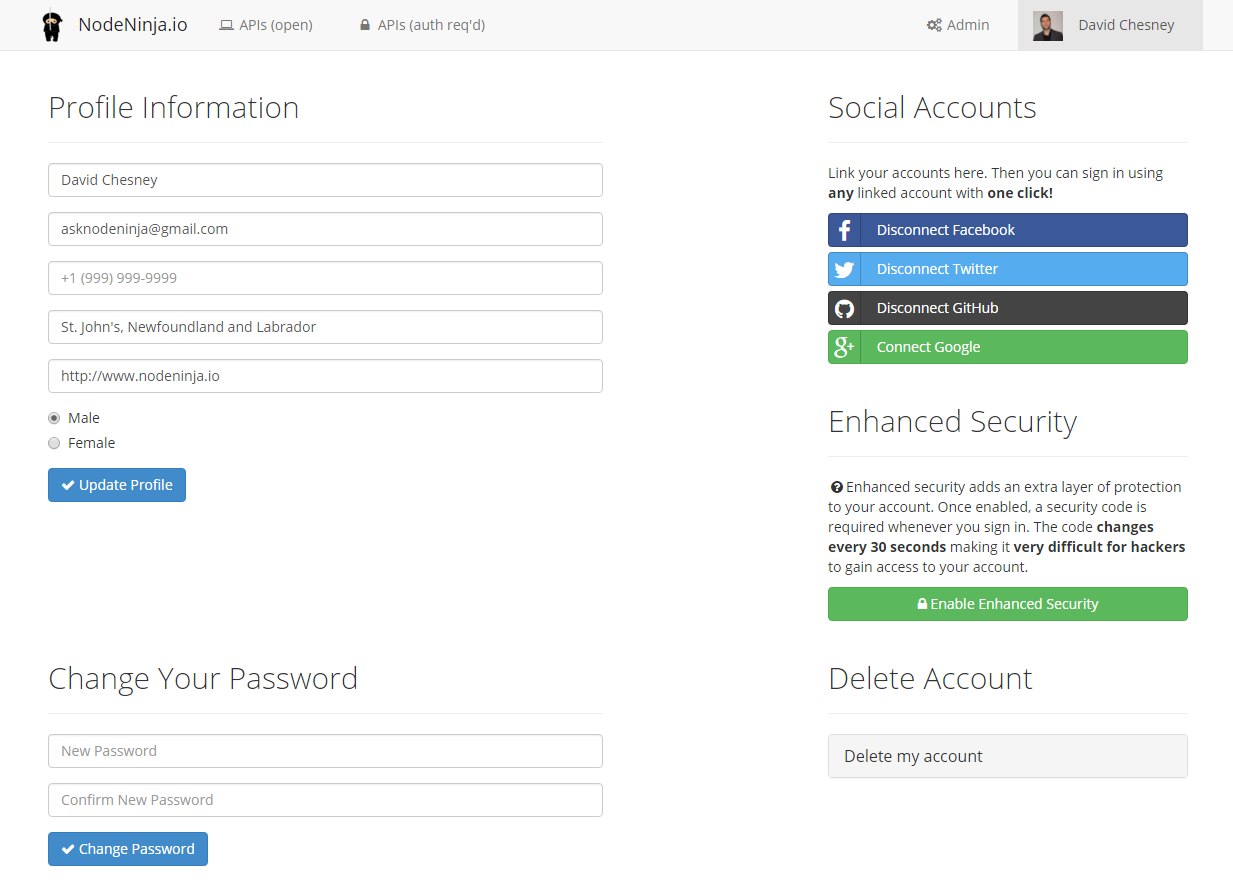 NodeNinja.io APIs (open) APIs (auth req'd) Admin David Chesney
Profile Information
David Chesney
asknodeninja@gmail.com
+1 (999) 999-9999
St. John's, Newfoundland and Labrador
http://www.nodeninja.io
Male
Female
Update Profile
Social Accounts
Link your accounts here. Then you can sign in using
any linked account with one click!
Disconnect Facebook
Disconnect Twitter
Disconnect GitHub
Connect Google
Enhanced Security
Enhanced security adds an extra layer of protection
to your account. Once enabled, a security code is
required whenever you sign in. The code changes
every 30 seconds making it very difficult for hackers
to gain access to your account.
Enable Enhanced Security
Change Your Password
New Password
Confirm New Password
Change Password
Delete Account
Delete my account